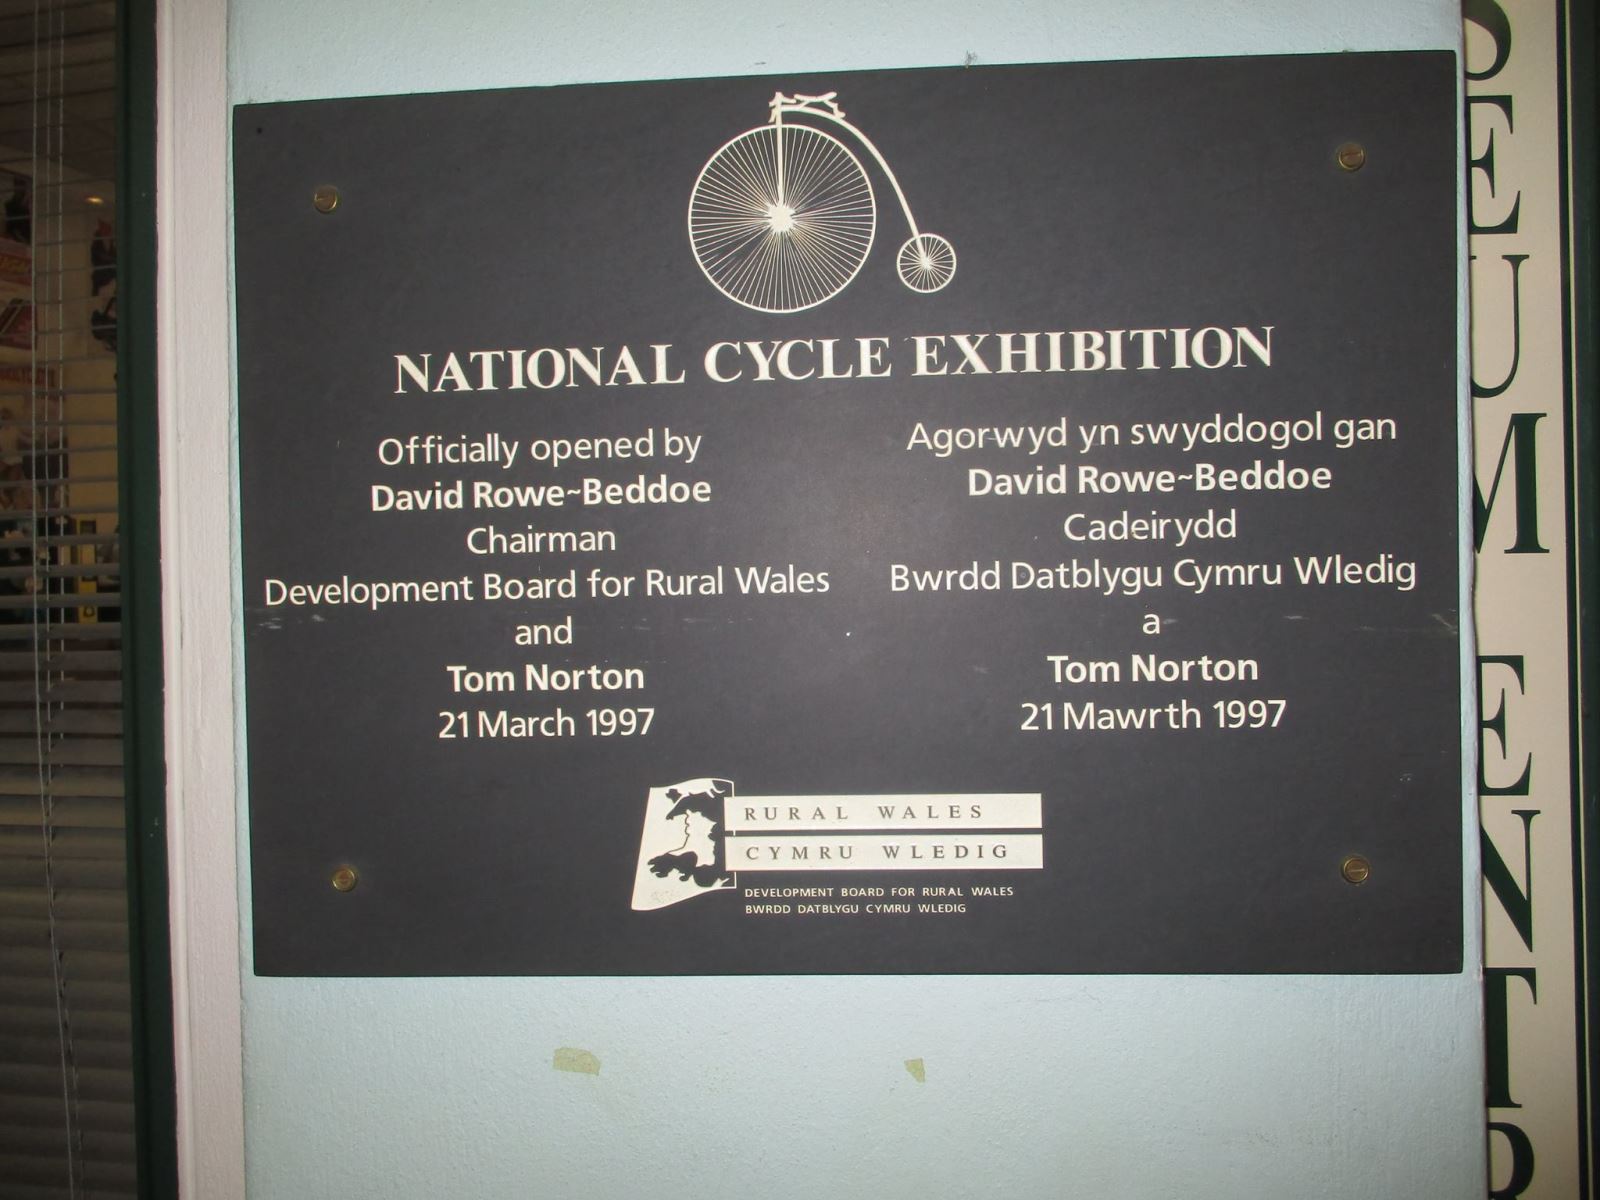 NATIONAL CYCLE EXHIBITION
Officially opened by
David Rowe~Beddoe
Chairman
Development Board for Rural Wales
and
Tom Norton
21 March 1997
Agorwyd yn swyddogol gan
David Rowe~Beddoe
Cadeirydd
Bwrdd Datblygu Cymru Wledig
a
Tom Norton
21 Mawrth 1997
RURAL WALES
CYMRU WLEDIG
DEVELOPMENT BOARD FOR RURAL WALES
BWRDD DATBLYGU CYMRU WLEDIG
SEUM ENTR